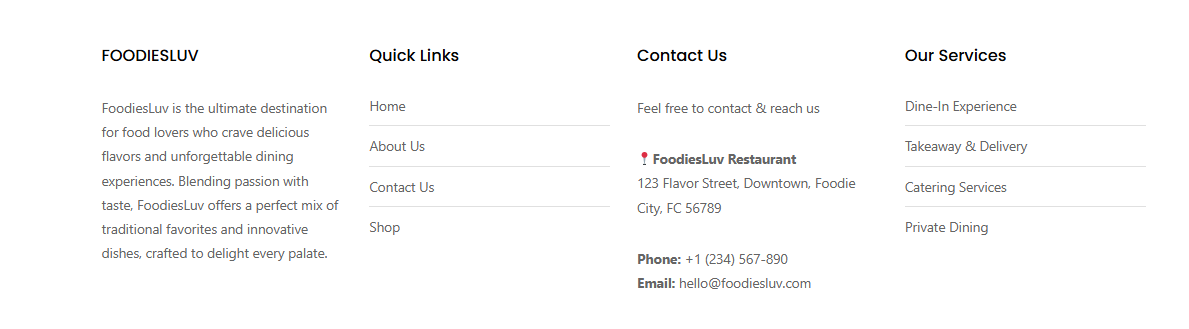 FOODIESLUV
FoodiesLuv is the ultimate destination
for food lovers who crave delicious
flavors and unforgettable dining
experiences. Blending passion with
taste, FoodiesLuv offers a perfect mix of
traditional favorites and innovative
dishes, crafted to delight every palate.
Quick Links
Home
About Us
Contact Us
Shop
Contact Us
Feel free to contact & reach us
📍FoodiesLuv Restaurant
123 Flavor Street, Downtown, Foodie
City, FC 56789
Phone: +1 (234) 567-890
Email: hello@foodiesluv.com
Our Services
Dine-In Experience
Takeaway & Delivery
Catering Services
Private Dining